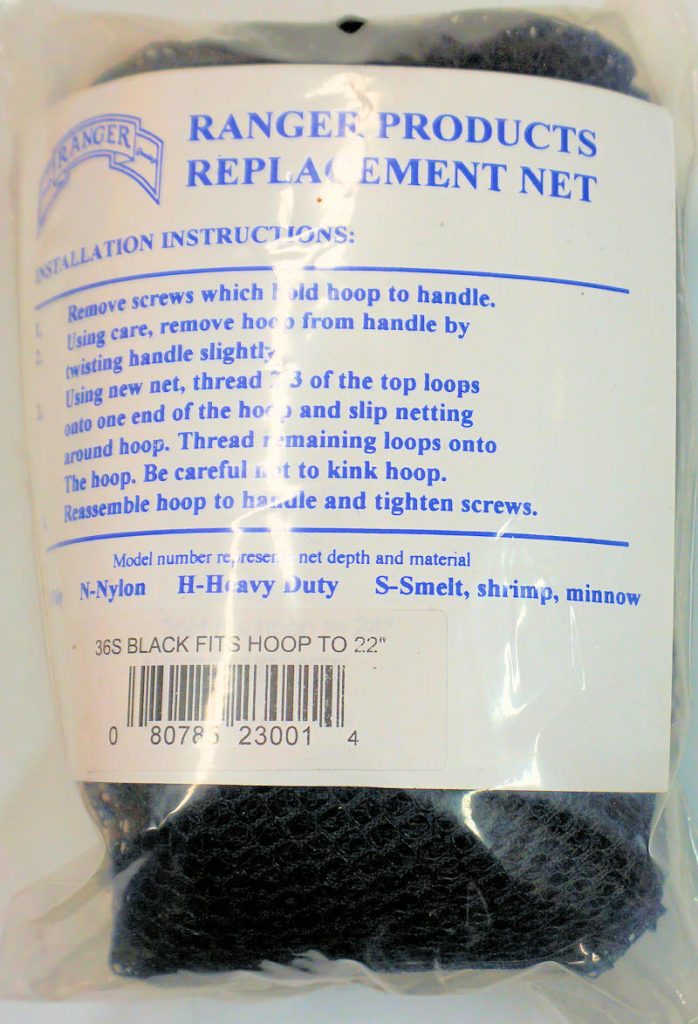 RANGER
RANGER PRODUCTS
REPLACEMENT NET
INSTALLATION INSTRUCTIONS:
1. Remove screws which hold hoop to handle.
2. Using care, remove hoop from handle by
twisting handle slightly.
3. Using new net, thread 2/3 of the top loops
onto one end of the hoop and slip netting
around hoop. Thread remaining loops onto
The hoop. Be careful not to kink hoop.
Reassemble hoop to handle and tighten screws.
Model number represents net depth and material
N-Nylon H-Heavy Duty S-Smelt, shrimp, minnow
36S BLACK FITS HOOP TO 22"
0 80785 23001 4